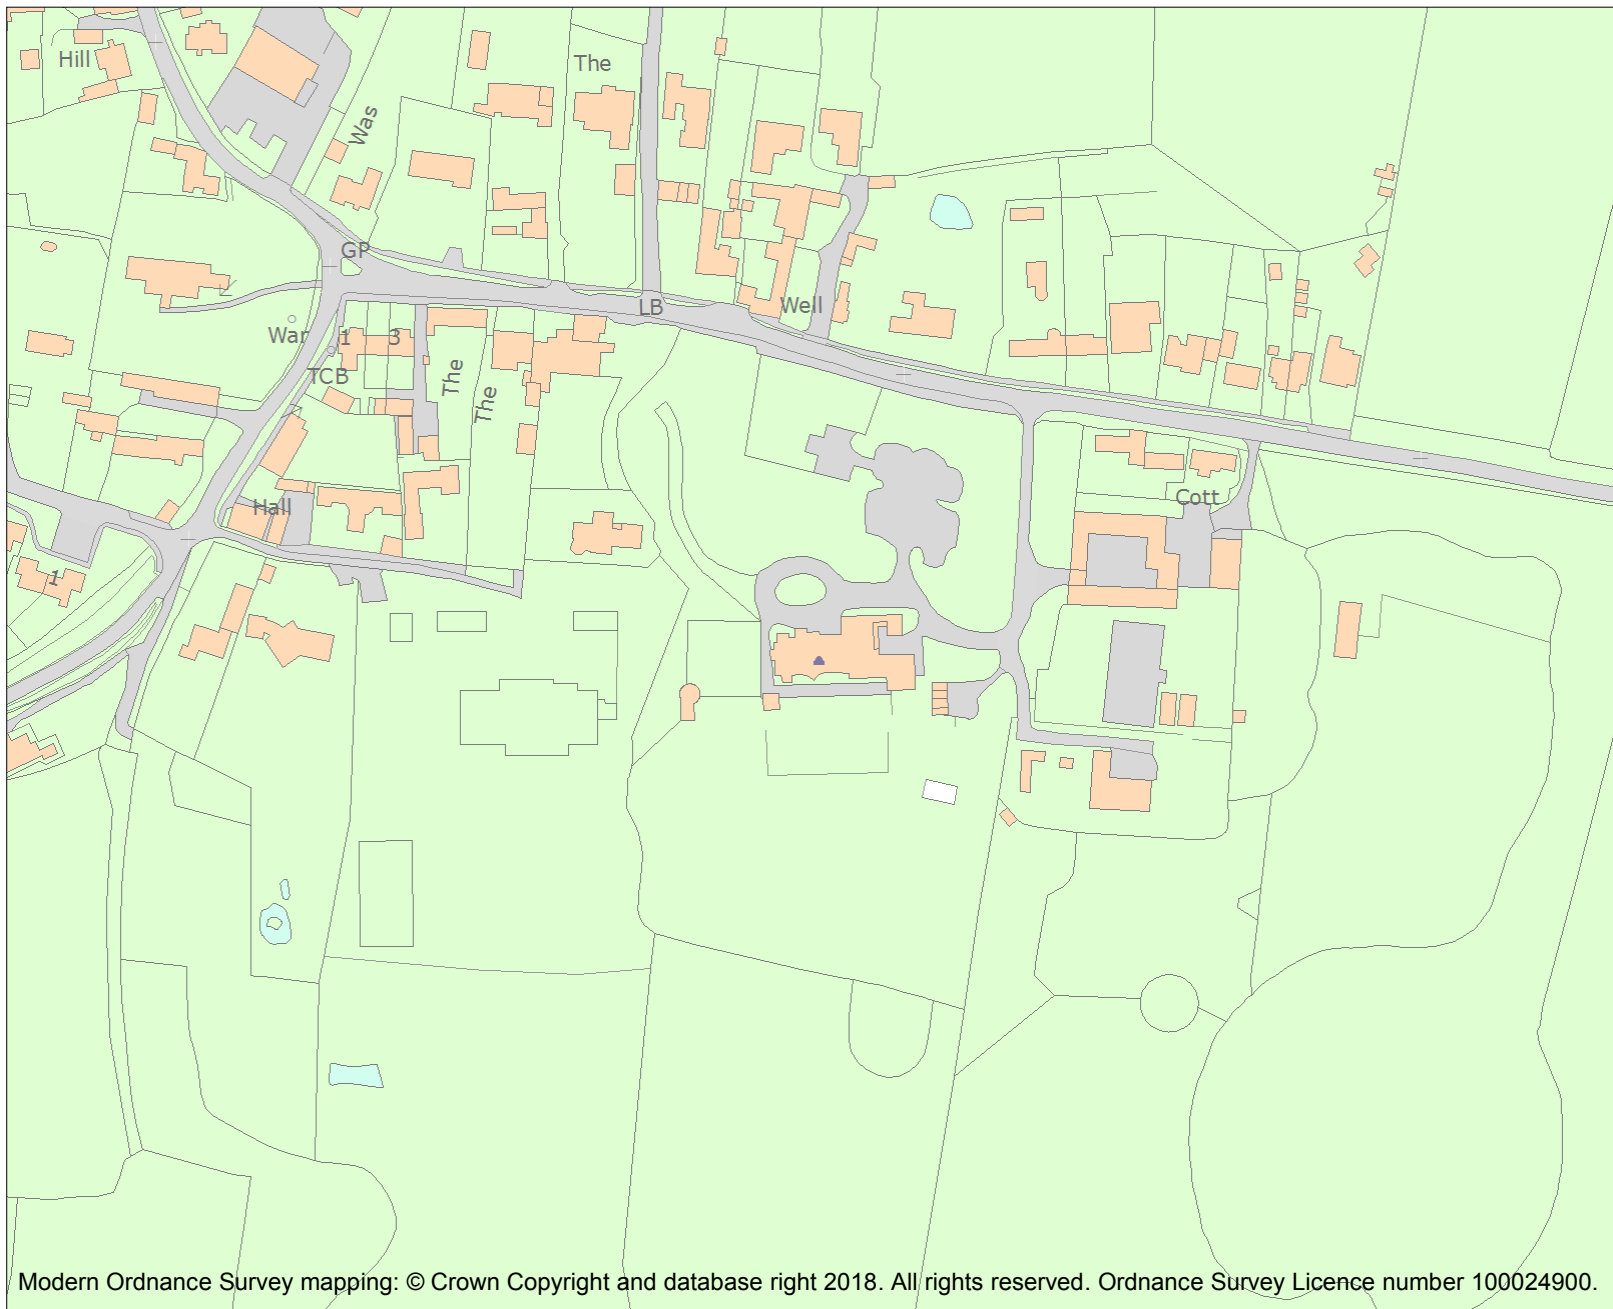 Hill
The
Was
GP
LB
Well
War
1
3
TCB
The
The
Hall
Cott
1
Modern Ordnance Survey mapping: © Crown Copyright and database right 2018. All rights reserved. Ordnance Survey Licence number 100024900.